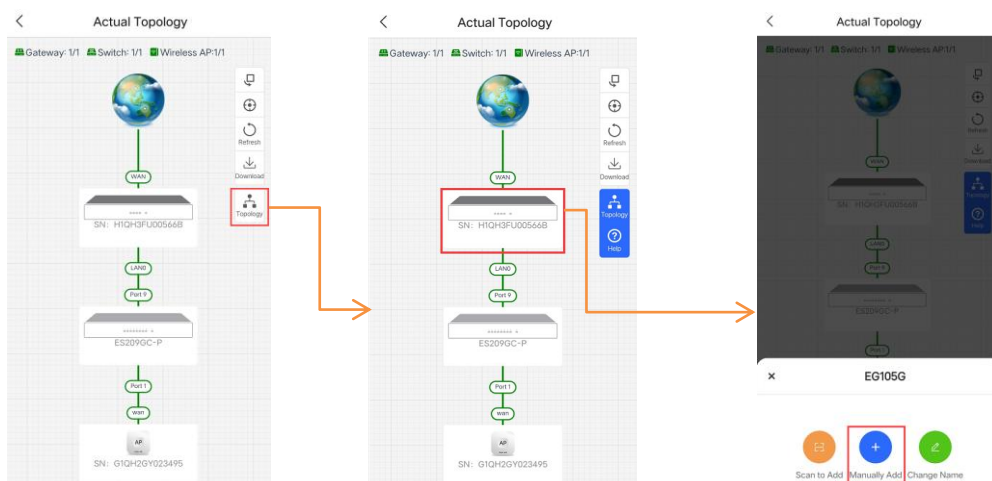 Actual Topology
Gateway: 1/1 Switch: 1/1 Wireless AP:1/1
Refresh
Download
WAN
Topology
SN: H1QH3FU00566B
LAN0
Port 9
ES209GC-P
Port 1
wan
AP
SN: G1QH2GY023495
Actual Topology
Gateway: 1/1 Switch: 1/1 Wireless AP:1/1
Refresh
Download
WAN
Topology
SN: H1QH3FU00566B
Help
LAN0
Port 9
ES209GC-P
Port 1
wan
AP
SN: G1QH2GY023495
Actual Topology
Gateway: 1/1 Switch: 1/1 Wireless AP:1/1
Refresh
Download
WAN
Topology
SN: H1QH3FU00566B
Help
LAN0
Port 9
ES209GC-P
Port 1
EG105G
Scan to Add Manually Add Change Name